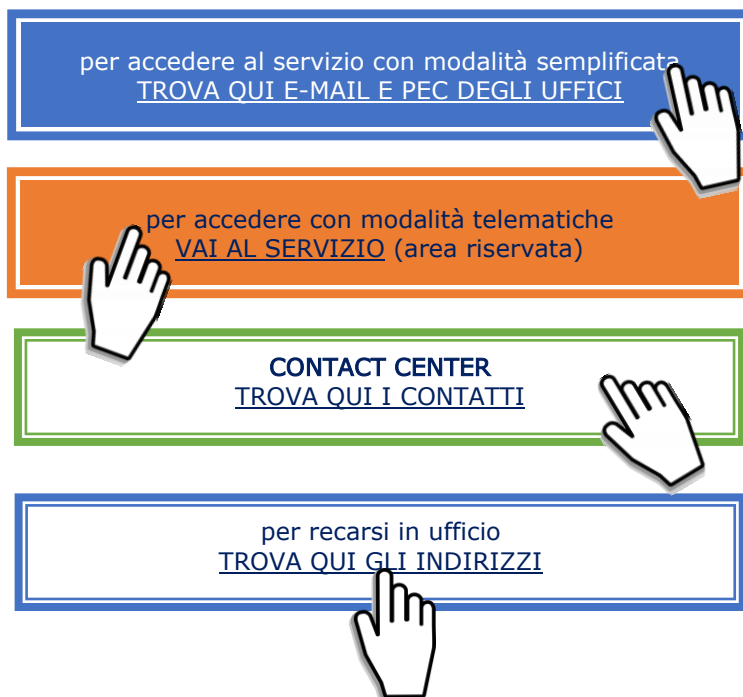 per accedere al servizio con modalità semplificata
TROVA QUI E-MAIL E PEC DEGLI UFFICI
per accedere con modalità telematiche
VAI AL SERVIZIO (area riservata)
CONTACT CENTER
TROVA QUI I CONTATTI
per recarsi in ufficio
TROVA QUI GLI INDIRIZZI